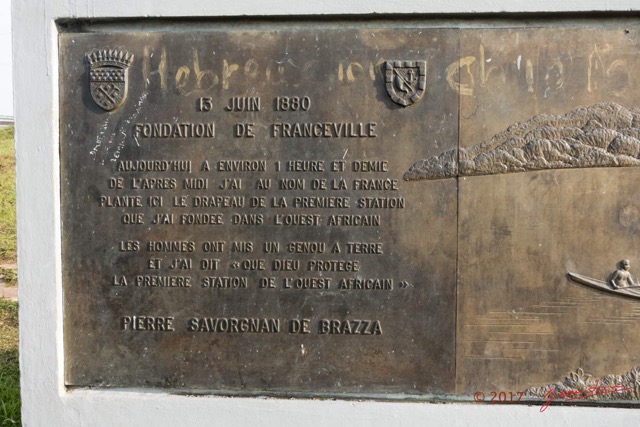 Hebreu
13 JUIN 1880
FONDATION DE FRANCEVILLE
AUJOURD'HUI A ENVIRON 1 HEURE ET DEMIE
DE L'APRES MIDI J'AI AU NOM DE LA FRANCE
PLANTE ICI LE DRAPEAU DE LA PREMIERE STATION
QUE J'AI FONDEE DANS L'OUEST AFRICAIN
LES HOMMES ONT MIS UN GENOU A TERRE
ET J'AI DIT «QUE DIEU PROTEGE
LA PREMIERE STATION DE L'OUEST AFRICAIN»
PIERRE SAVORGNAN DE BRAZZA
© 2017